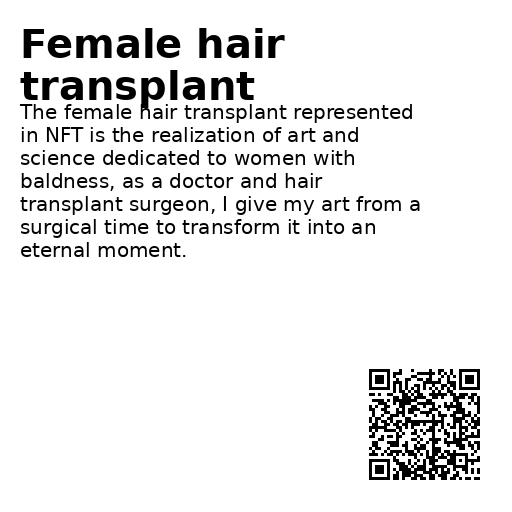 Female hair
transplant
The female hair transplant represented
in NFT is the realization of art and
science dedicated to women with
baldness, as a doctor and hair
transplant surgeon, I give my art from a
surgical time to transform it into an
eternal moment.